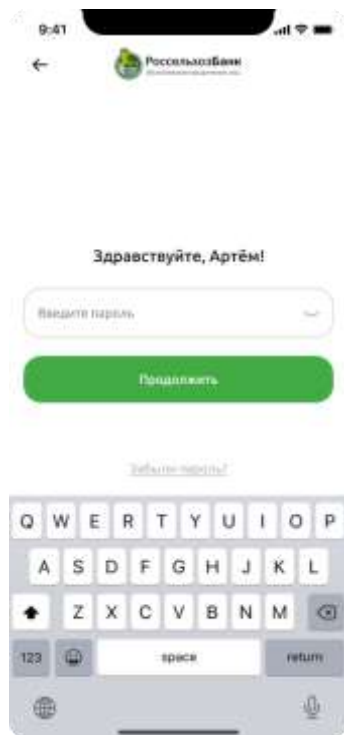 9:41
РоссельхозБанк
Здравствуйте, Артём!
Введите пароль
Продолжить
Забыли пароль?
Q W E R T Y U I O P
A S D F G H J K L
Z X C V B N M
123 space return